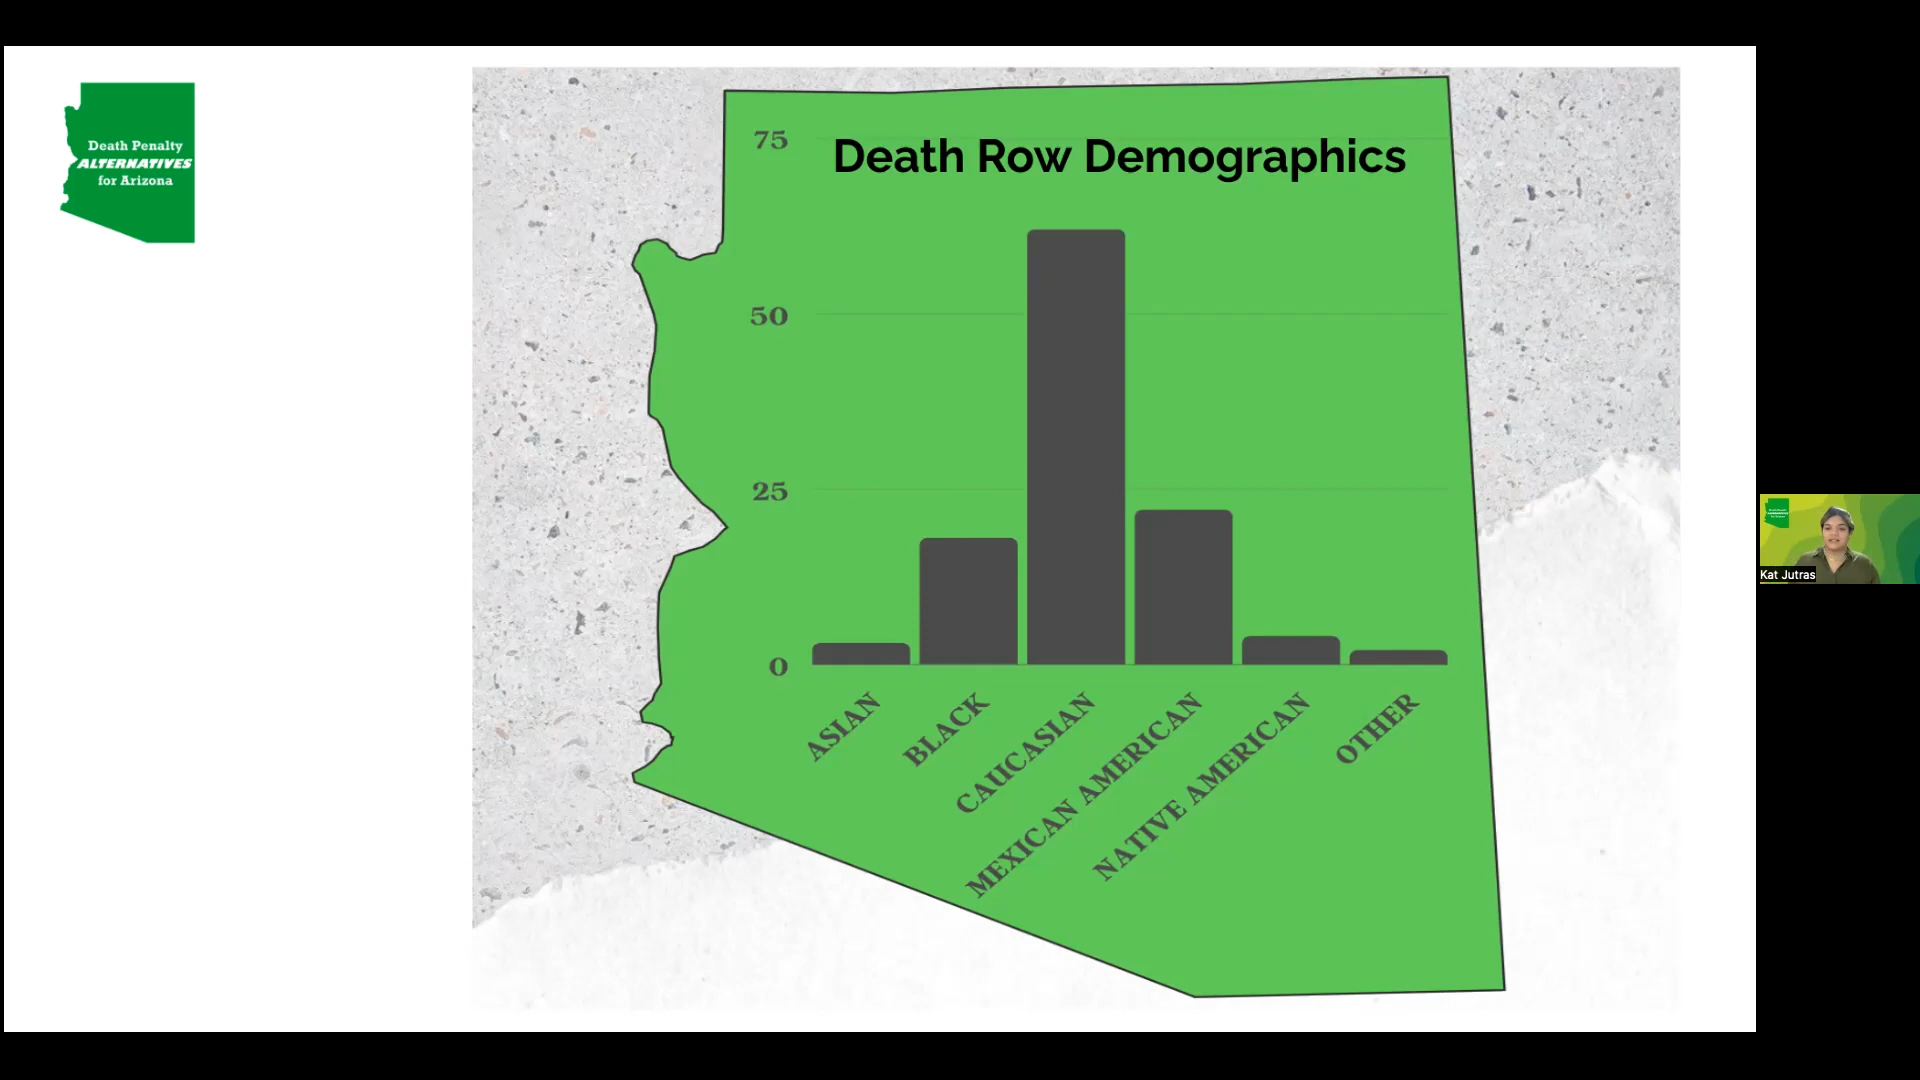 Death Penalty
ALTERNATIVES
for Arizona
Death Row Demographics
75
50
25
0
ASIAN
BLACK
CAUCASIAN
MEXICAN AMERICAN
NATIVE AMERICAN
OTHER
Kat Jutras